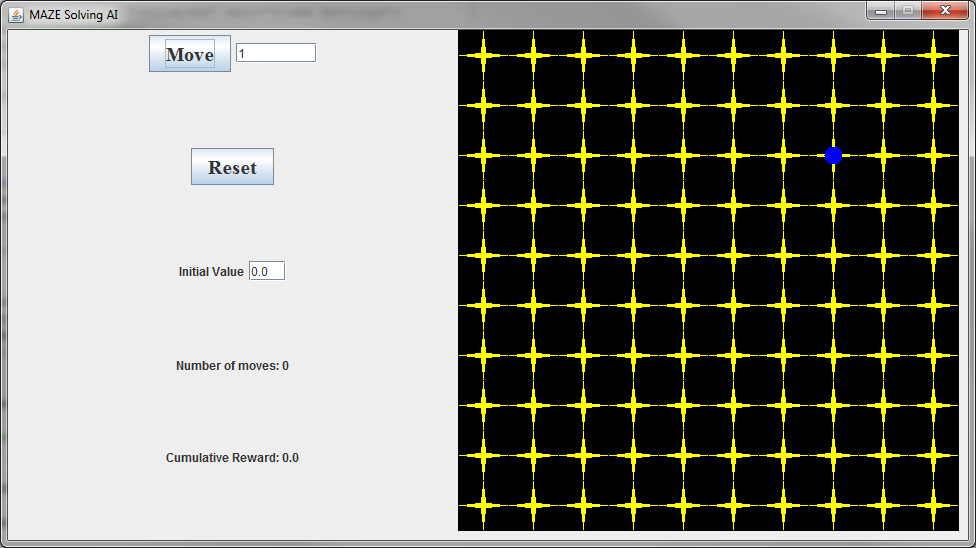 MAZE Solving AI
Move 1
Reset
Initial Value 0.0
Number of moves: 0
Cumulative Reward: 0.0